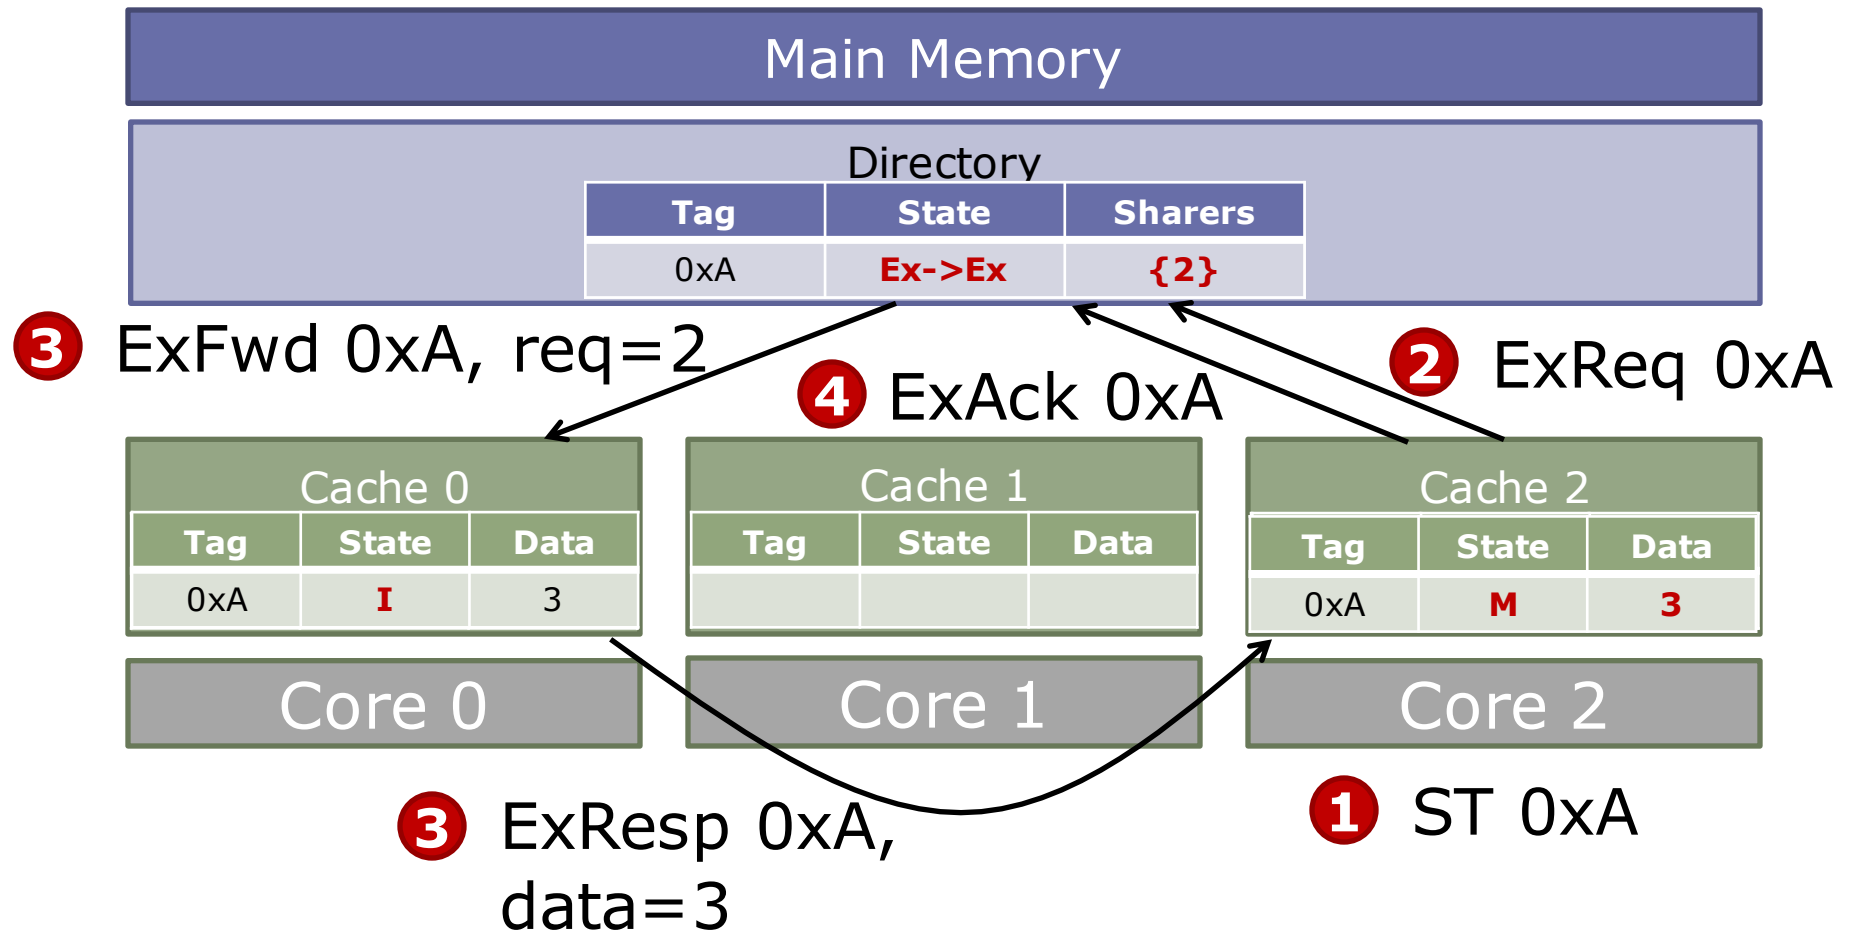 Main Memory
Directory
Tag State Sharers
0xA Ex->Ex {2}
3 ExFwd 0xA, req=2
2 ExReq 0xA
4 ExAck 0xA
Cache 0
Tag State Data
0xA I 3
Cache 1
Tag State Data
Cache 2
Tag State Data
0xA M 3
Core 0
Core 1
Core 2
3 ExResp 0xA,
data=3
1 ST 0xA